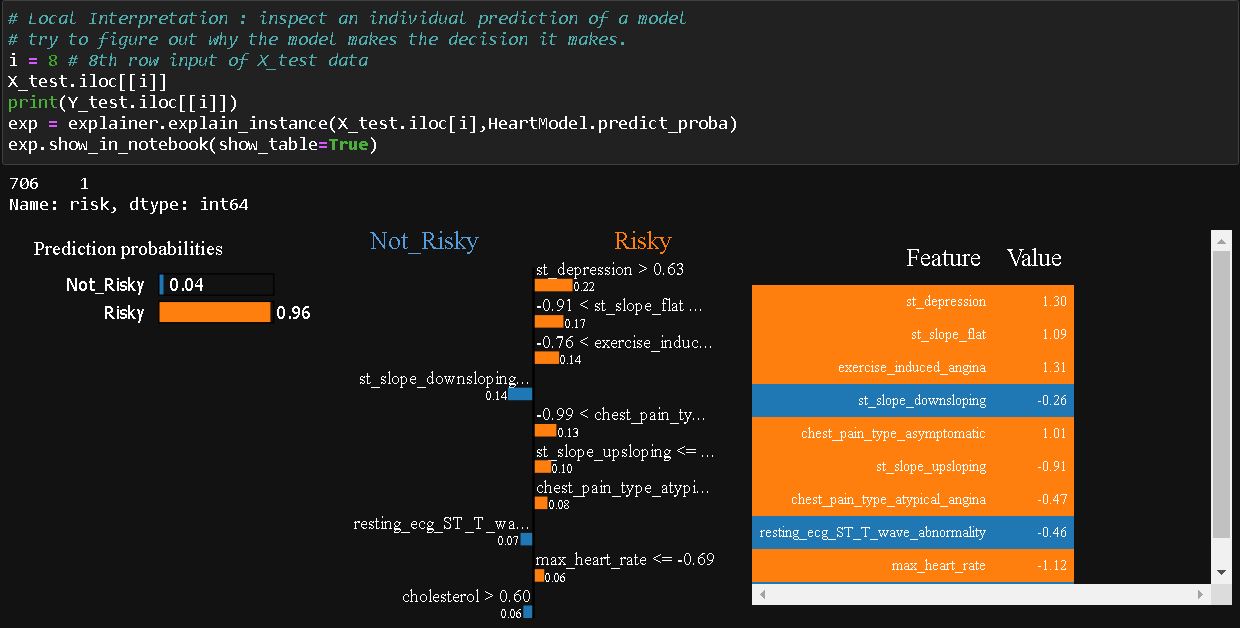 # Local Interpretation : inspect an individual prediction of a model
# try to figure out why the model makes the decision it makes.
i = 8 # 8th row input of X_test data
X_test.iloc[[i]]
print(Y_test.iloc[[i]])
exp = explainer.explain_instance(X_test.iloc[i],HeartModel.predict_proba)
exp.show_in_notebook(show_table=True)
706    1
Name: risk, dtype: int64
Prediction probabilities
Not_Risky 0.04
Risky 0.96
Not_Risky Risky
st_depression > 0.63
0.22
-0.91 < st_slope_flat ...
0.17
-0.76 < exercise_induc...
0.14
st_slope_downsloping...
0.14
-0.99 < chest_pain_ty...
0.13
st_slope_upsloping <= ...
0.10
chest_pain_type_atypi...
0.08
resting_ecg_ST_T_wa...
0.07
max_heart_rate <= -0.69
0.06
cholesterol > 0.60
0.06
Feature Value
st_depression 1.30
st_slope_flat 1.09
exercise_induced_angina 1.31
st_slope_downsloping -0.26
chest_pain_type_asymptomatic 1.01
st_slope_upsloping -0.91
chest_pain_type_atypical_angina -0.47
resting_ecg_ST_T_wave_abnormality -0.46
max_heart_rate -1.12